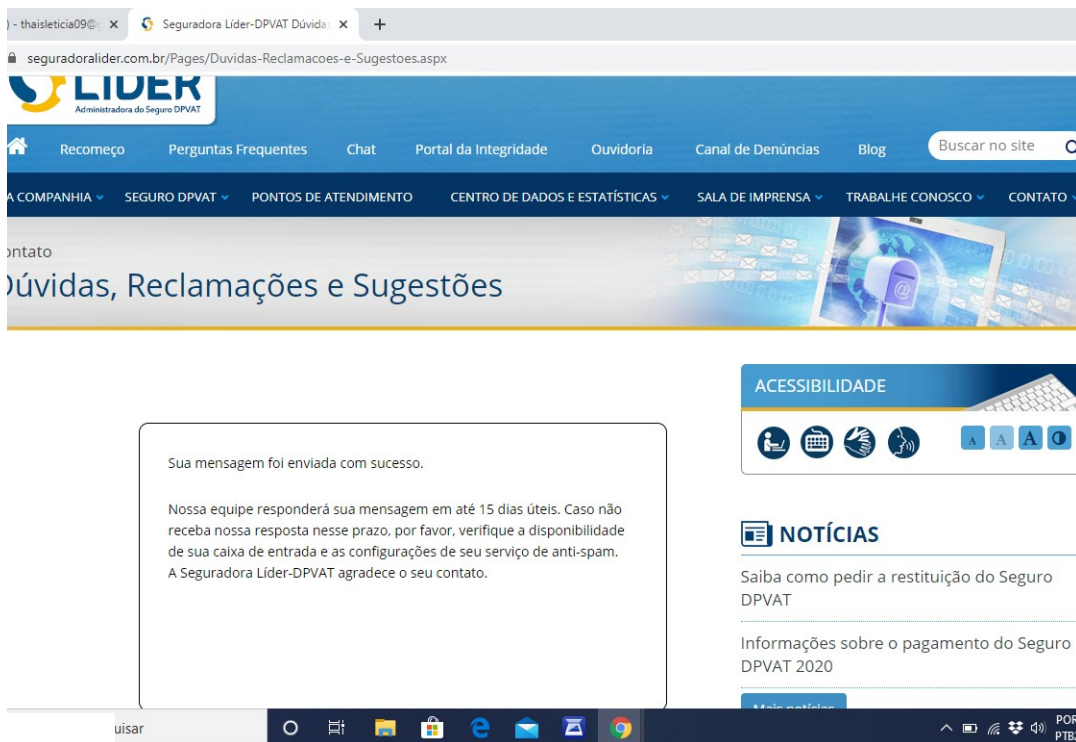 ) - thaisleticia09@g
Seguradora Líder-DPVAT Dúvida
seguradoralider.com.br/Pages/Duvidas-Reclamacoes-e-Sugestoes.aspx
LÍDER
Administradora do Seguro DPVAT
Recomeço Perguntas Frequentes Chat Portal da Integridade Ouvidoria Canal de Denúncias Blog Buscar no site
A COMPANHIA SEGURO DPVAT PONTOS DE ATENDIMENTO CENTRO DE DADOS E ESTATÍSTICAS SALA DE IMPRENSA TRABALHE CONOSCO CONTATO
ontato
Dúvidas, Reclamações e Sugestões
ACESSIBILIDADE
A A A
Sua mensagem foi enviada com sucesso.
Nossa equipe responderá sua mensagem em até 15 dias úteis. Caso não
receba nossa resposta nesse prazo, por favor, verifique a disponibilidade
de sua caixa de entrada e as configurações de seu serviço de anti-spam.
A Seguradora Líder-DPVAT agradece o seu contato.
NOTÍCIAS
Saiba como pedir a restituição do Seguro
DPVAT
Informações sobre o pagamento do Seguro
DPVAT 2020
Mais notícias
uisar
POR
PTB2